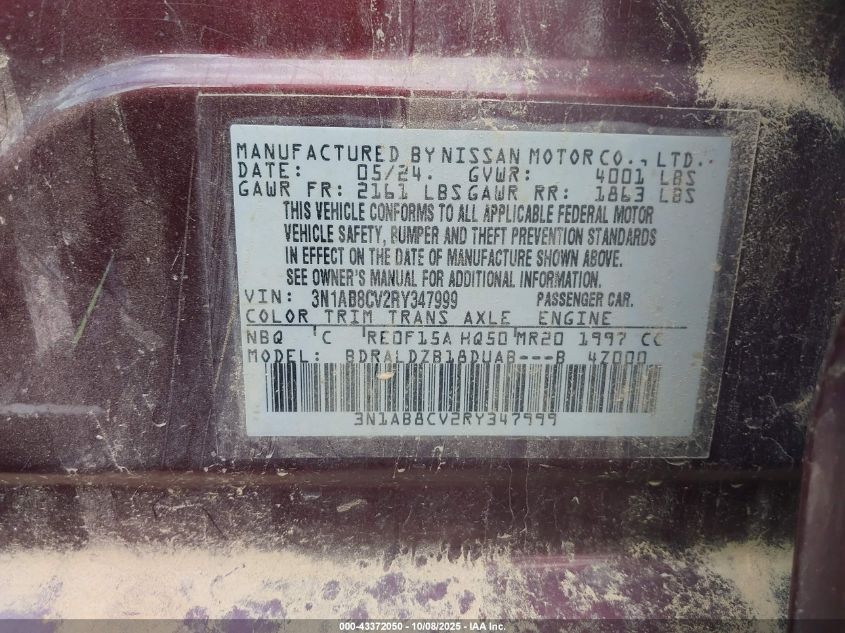 MANUFACTURED BY NISSAN MOTOR CO., LTD.
DATE: 05/24. GVWR: 4001 LBS
GAWR FR: 2161 LBS GAWR RR: 1863 LBS
THIS VEHICLE CONFORMS TO ALL APPLICABLE FEDERAL MOTOR
VEHICLE SAFETY, BUMPER AND THEFT PREVENTION STANDARDS
IN EFFECT ON THE DATE OF MANUFACTURE SHOWN ABOVE.
SEE OWNER'S MANUAL FOR ADDITIONAL INFORMATION.
VIN: 3N1AB8CV2RY347999 PASSENGER CAR.
COLOR TRIM TRANS AXLE ENGINE
NBQ C RE0F15A HQ50 MR20 1997 CC
MODEL: BDRALDZB18DUAB---B 4Z000
3N1AB8CV2RY347999
000-43372050 - 10/08/2025 - IAA Inc.